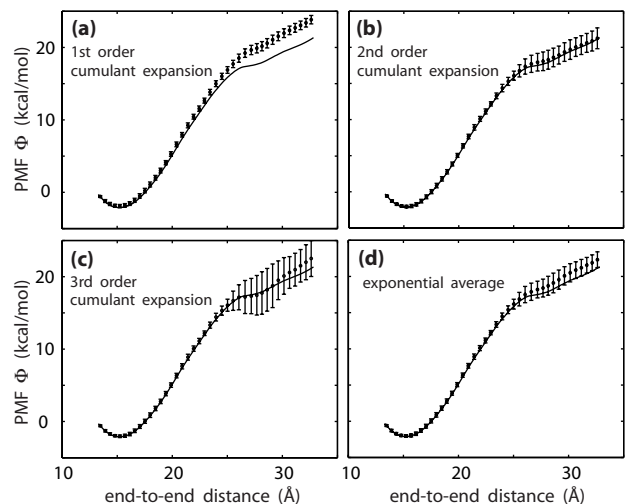 (a)
1st order
cumulant expansion
(b)
2nd order
cumulant expansion
20
10
0
PMF Φ (kcal/mol)
(c)
3rd order
cumulant expansion
(d)
exponential average
20
10
0
PMF Φ (kcal/mol)
10 20 30 10 20 30
end-to-end distance (Å) end-to-end distance (Å)